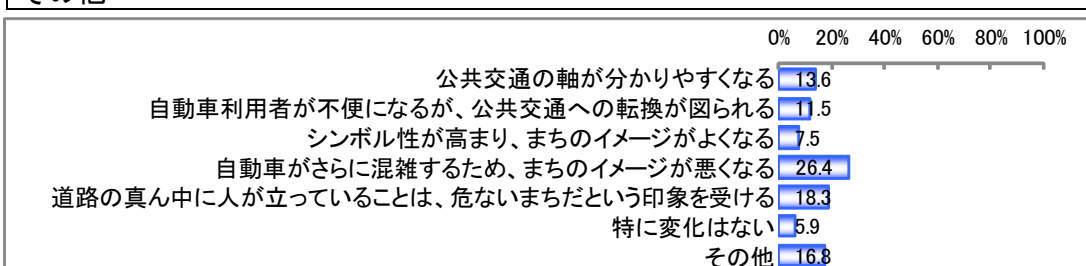 その他
0% 20% 40% 60% 80% 100%
公共交通の軸が分かりやすくなる 13.6
自動車利用者が不便になるが、公共交通への転換が図られる 11.5
シンボル性が高まり、まちのイメージがよくなる 7.5
自動車がさらに混雑するため、まちのイメージが悪くなる 26.4
道路の真ん中に人が立っていることは、危ないまちだという印象を受ける 18.3
特に変化はない 5.9
その他 16.8